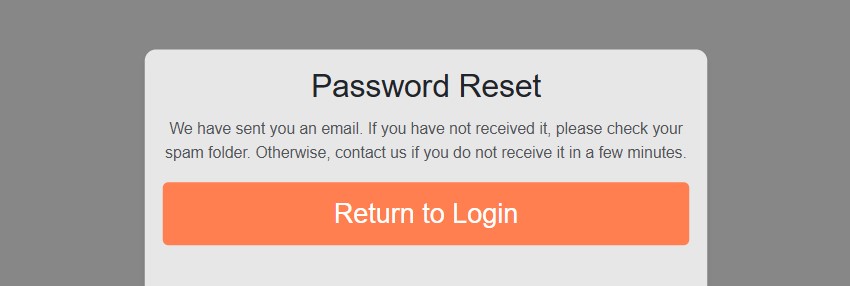 Password Reset
We have sent you an email. If you have not received it, please check your
spam folder. Otherwise, contact us if you do not receive it in a few minutes.
Return to Login